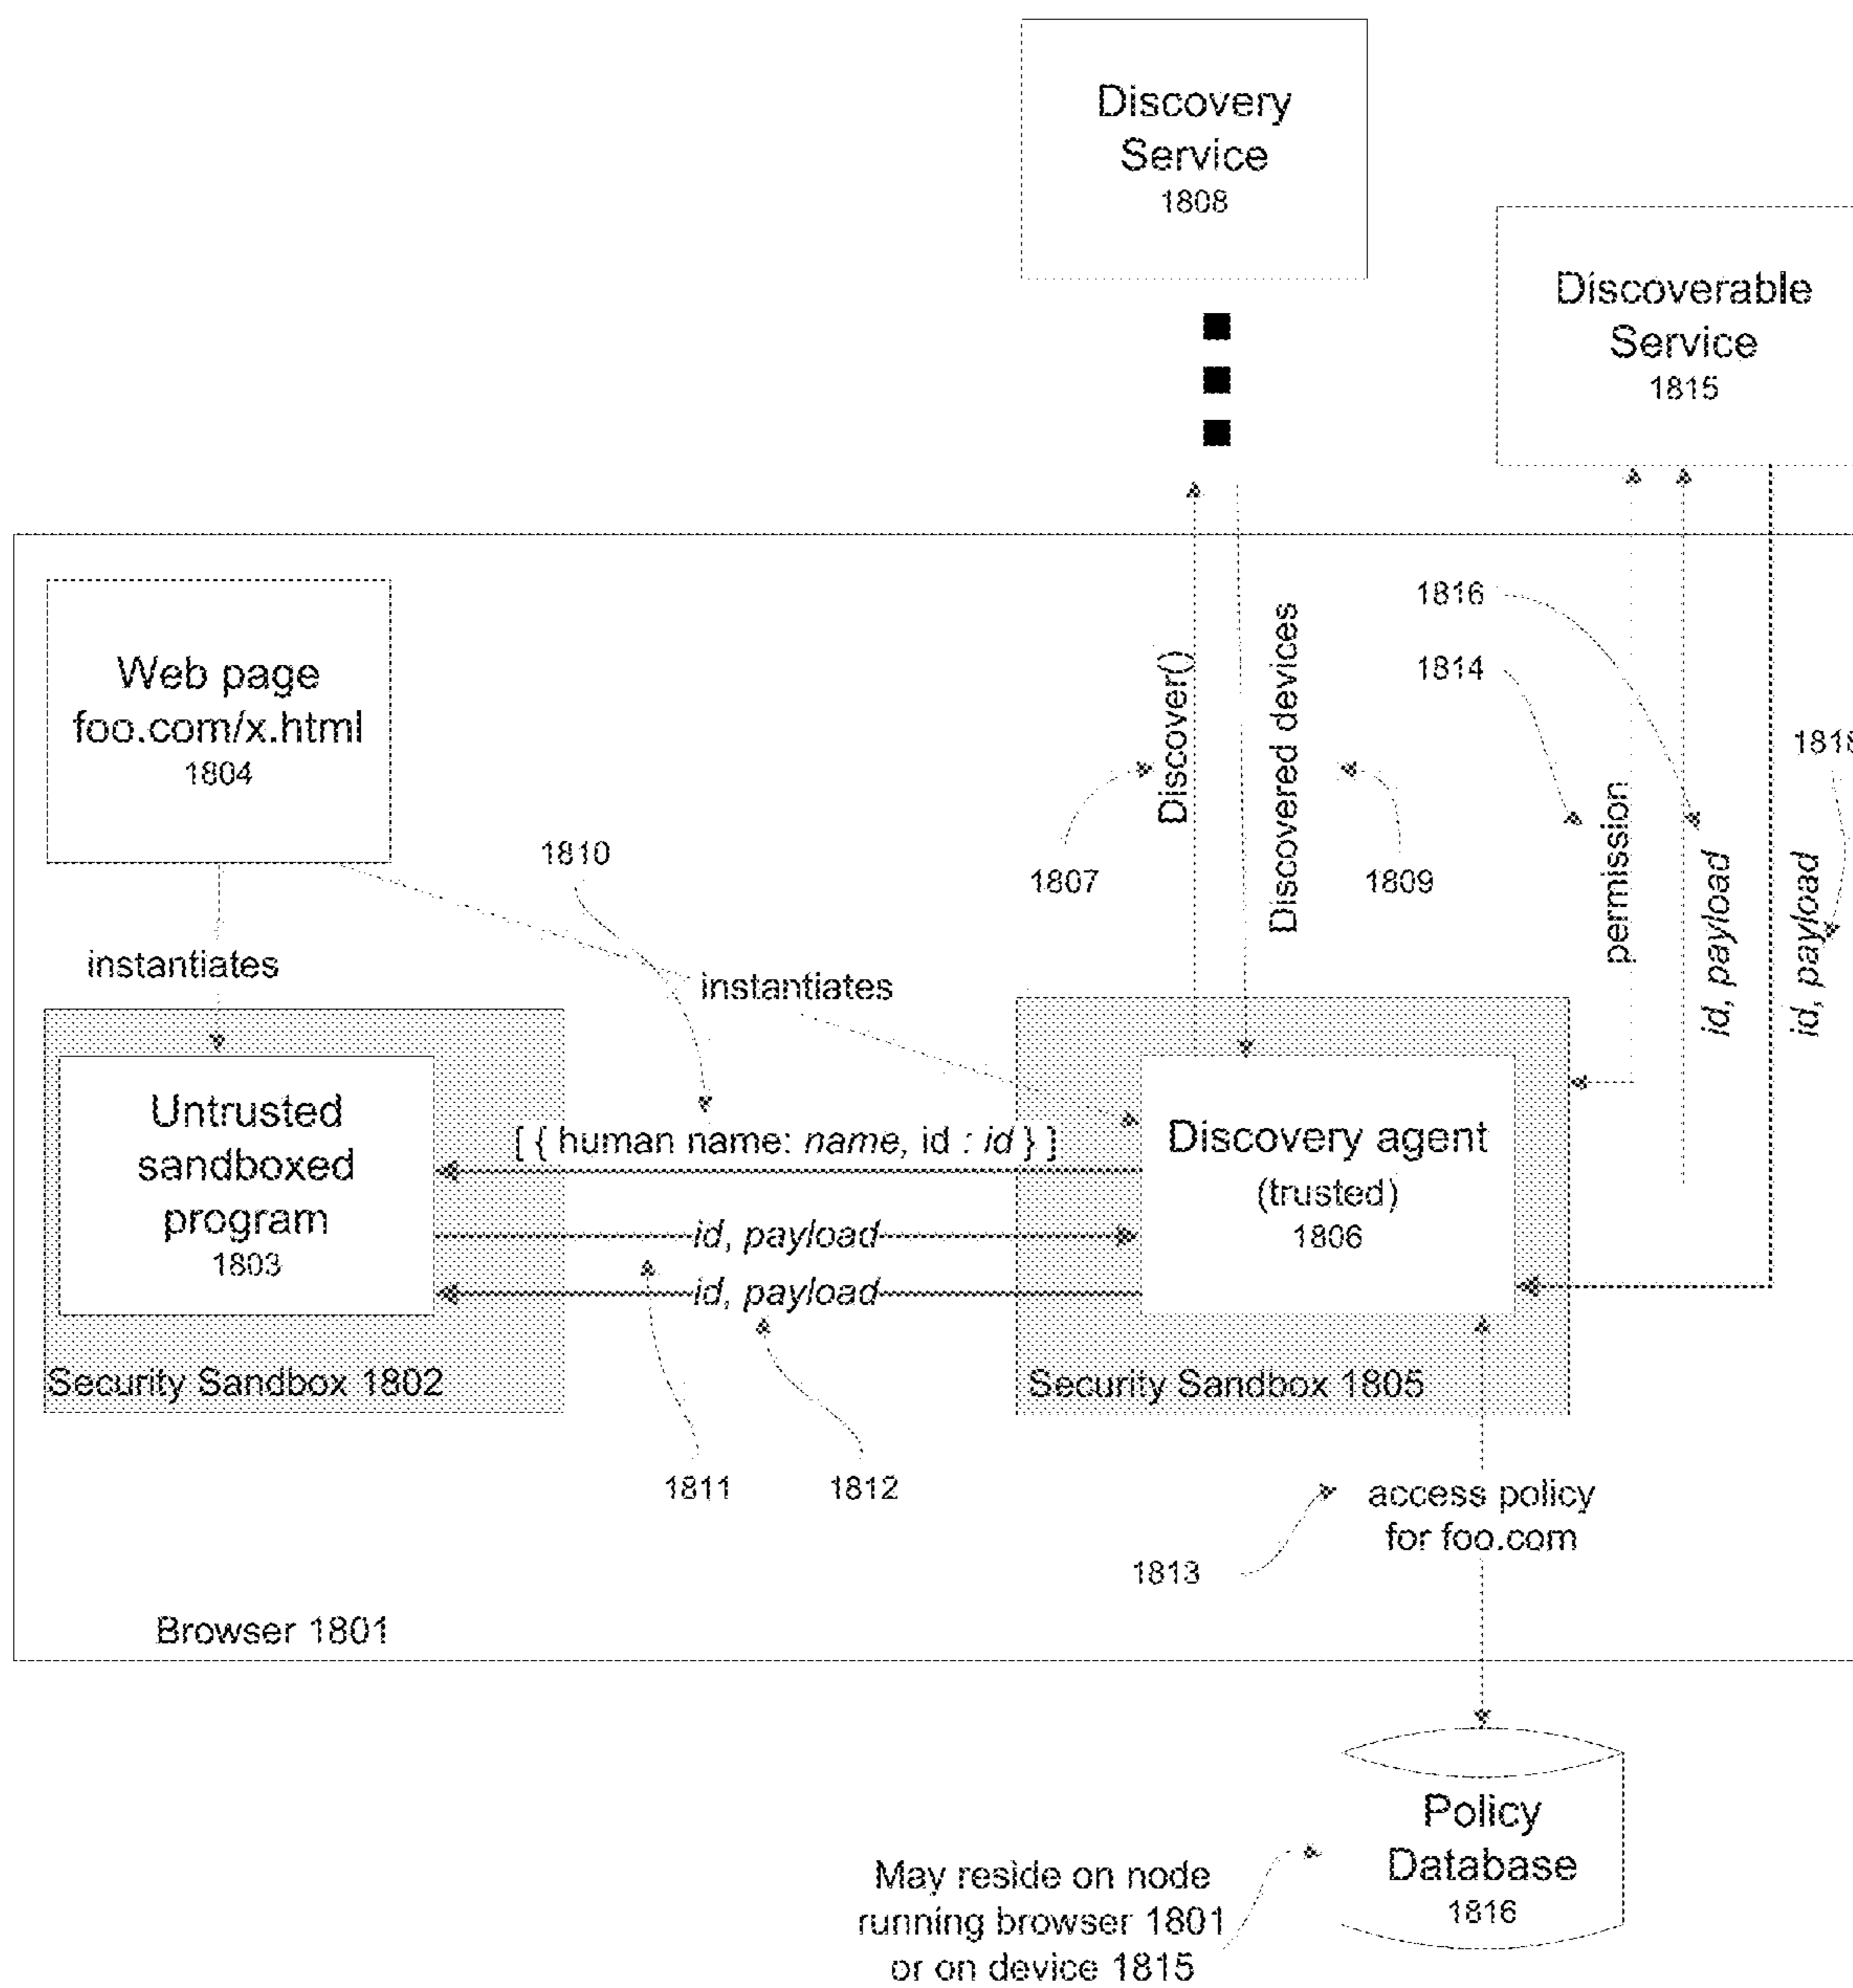 Discovery
Service
1808
Discoverable
Service
1815
Web page
foo.com/x.html
1804
1816
1814
1807
Discover()
Discovered devices
1809
permission
id, payload
id, payload
1810
instantiates
instantiates
Untrusted
sandboxed
program
1803
Security Sandbox 1802
[ { human name: name, id : id } ]
id, payload
id, payload
Discovery agent
(trusted)
1806
Security Sandbox 1805
1811
1812
access policy
for foo.com
1813
Browser 1801
Policy
Database
1816
May reside on node
running browser 1801
or on device 1815